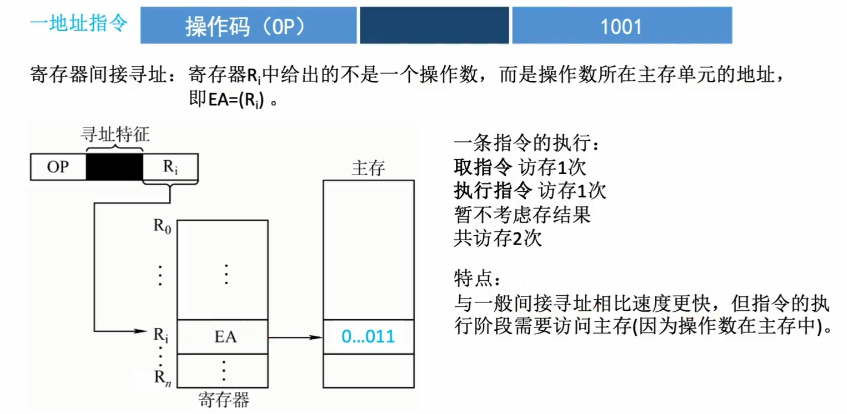 一地址指令 操作码（OP） 1001
寄存器间接寻址：寄存器Ri中给出的不是一个操作数，而是操作数所在主存单元的地址，
即EA=(Ri) 。
寻址特征
OP Ri
主存
R0
⋮ ⋮
Ri EA 0…011
⋮ ⋮
Rn
寄存器
一条指令的执行：
取指令 访存1次
执行指令 访存1次
暂不考虑存结果
共访存2次
特点：
与一般间接寻址相比速度更快，但指令的执
行阶段需要访问主存(因为操作数在主存中)。